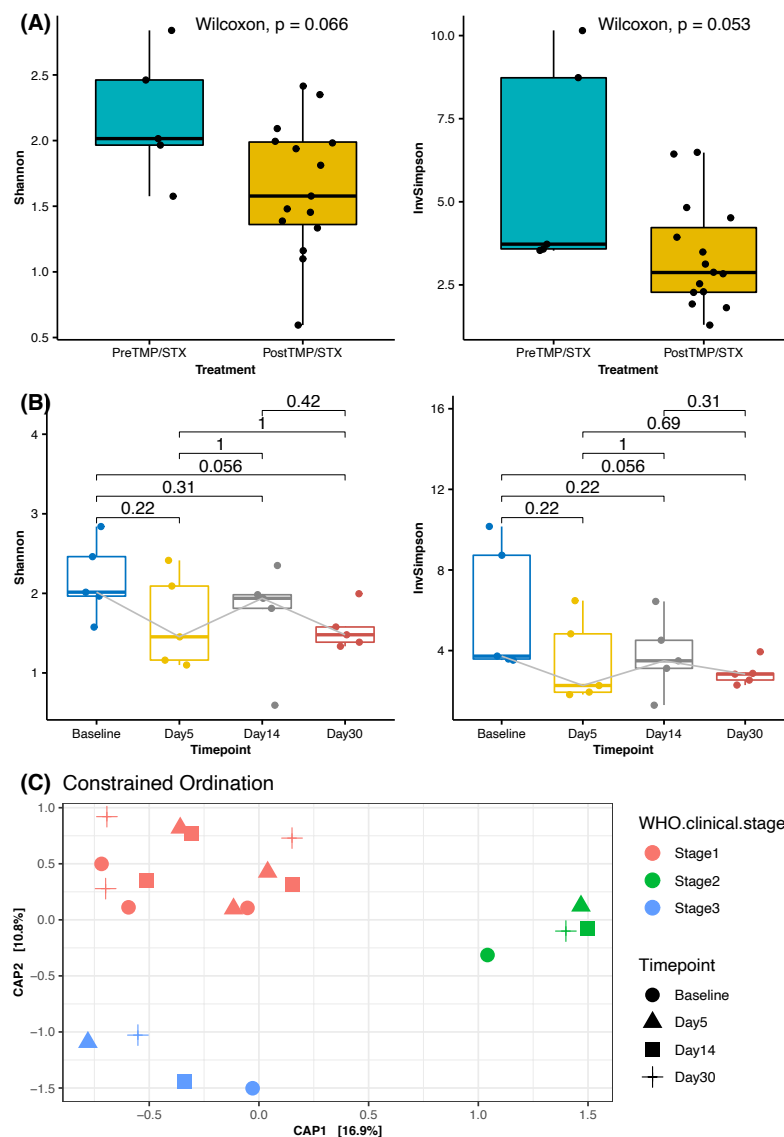 (A)
Wilcoxon, p = 0.066
2.5
2.0
1.5
1.0
0.5
Shannon
PreTMP/STX
PostTMP/STX
Treatment
Wilcoxon, p = 0.053
10.0
7.5
5.0
2.5
InvSimpson
PreTMP/STX
PostTMP/STX
Treatment
(B)
0.42
1
1
0.056
0.31
0.22
4
3
2
1
Shannon
Baseline
Day5
Day14
Day30
Timepoint
0.31
0.69
1
0.056
0.22
0.22
16
12
8
4
InvSimpson
Baseline
Day5
Day14
Day30
Timepoint
(C) Constrained Ordination
1.0
0.5
0.0
−0.5
−1.0
−1.5
CAP2 [10.8%]
−0.5
0.0
0.5
1.0
1.5
CAP1 [16.9%]
WHO.clinical.stage
Stage1
Stage2
Stage3
Timepoint
Baseline
Day5
Day14
Day30